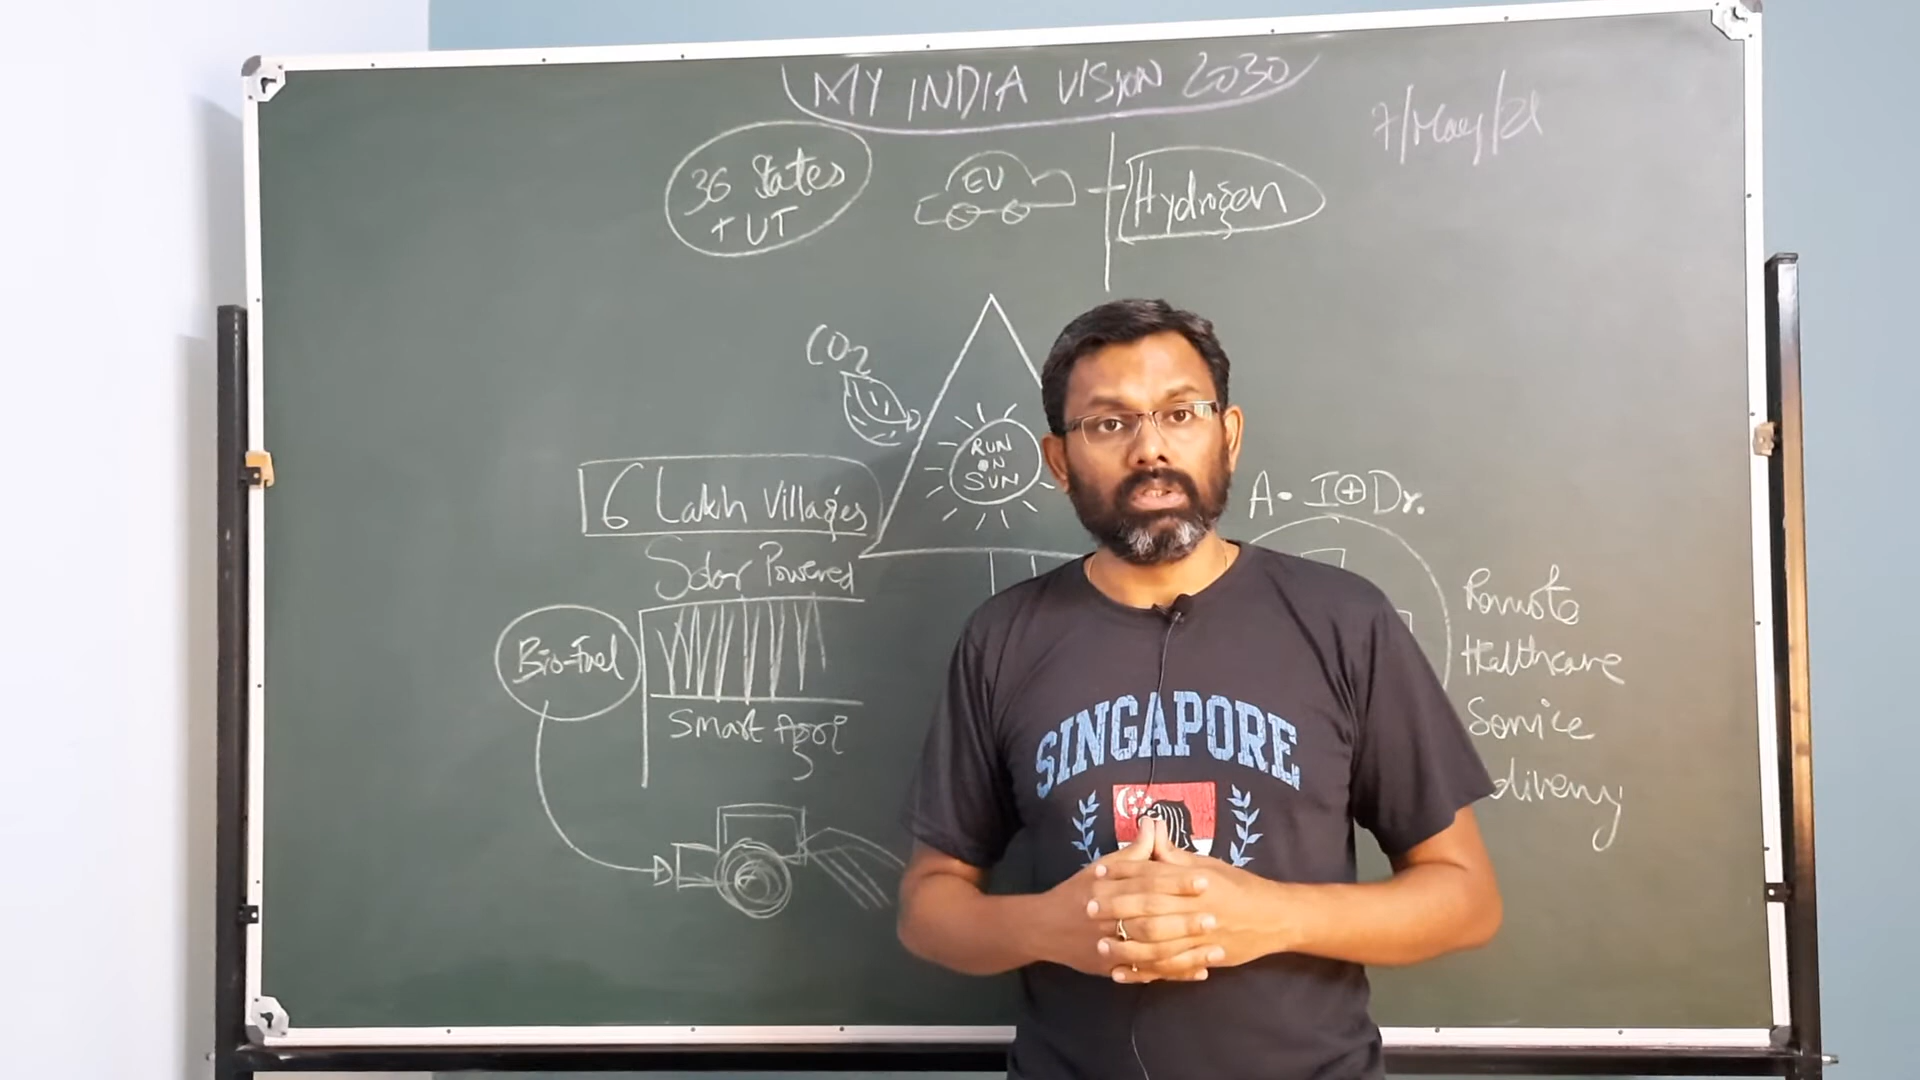 MY INDIA VISION 2030
7/May/21
36 States
+ UT
EV
Hydrogen
CO2
RUN
ON
SUN
6 Lakh Villages
Solar Powered
Bio-Fuel
Smart Agri
A.I + Dr.
Remote
Healthcare
Service
delivery
SINGAPORE